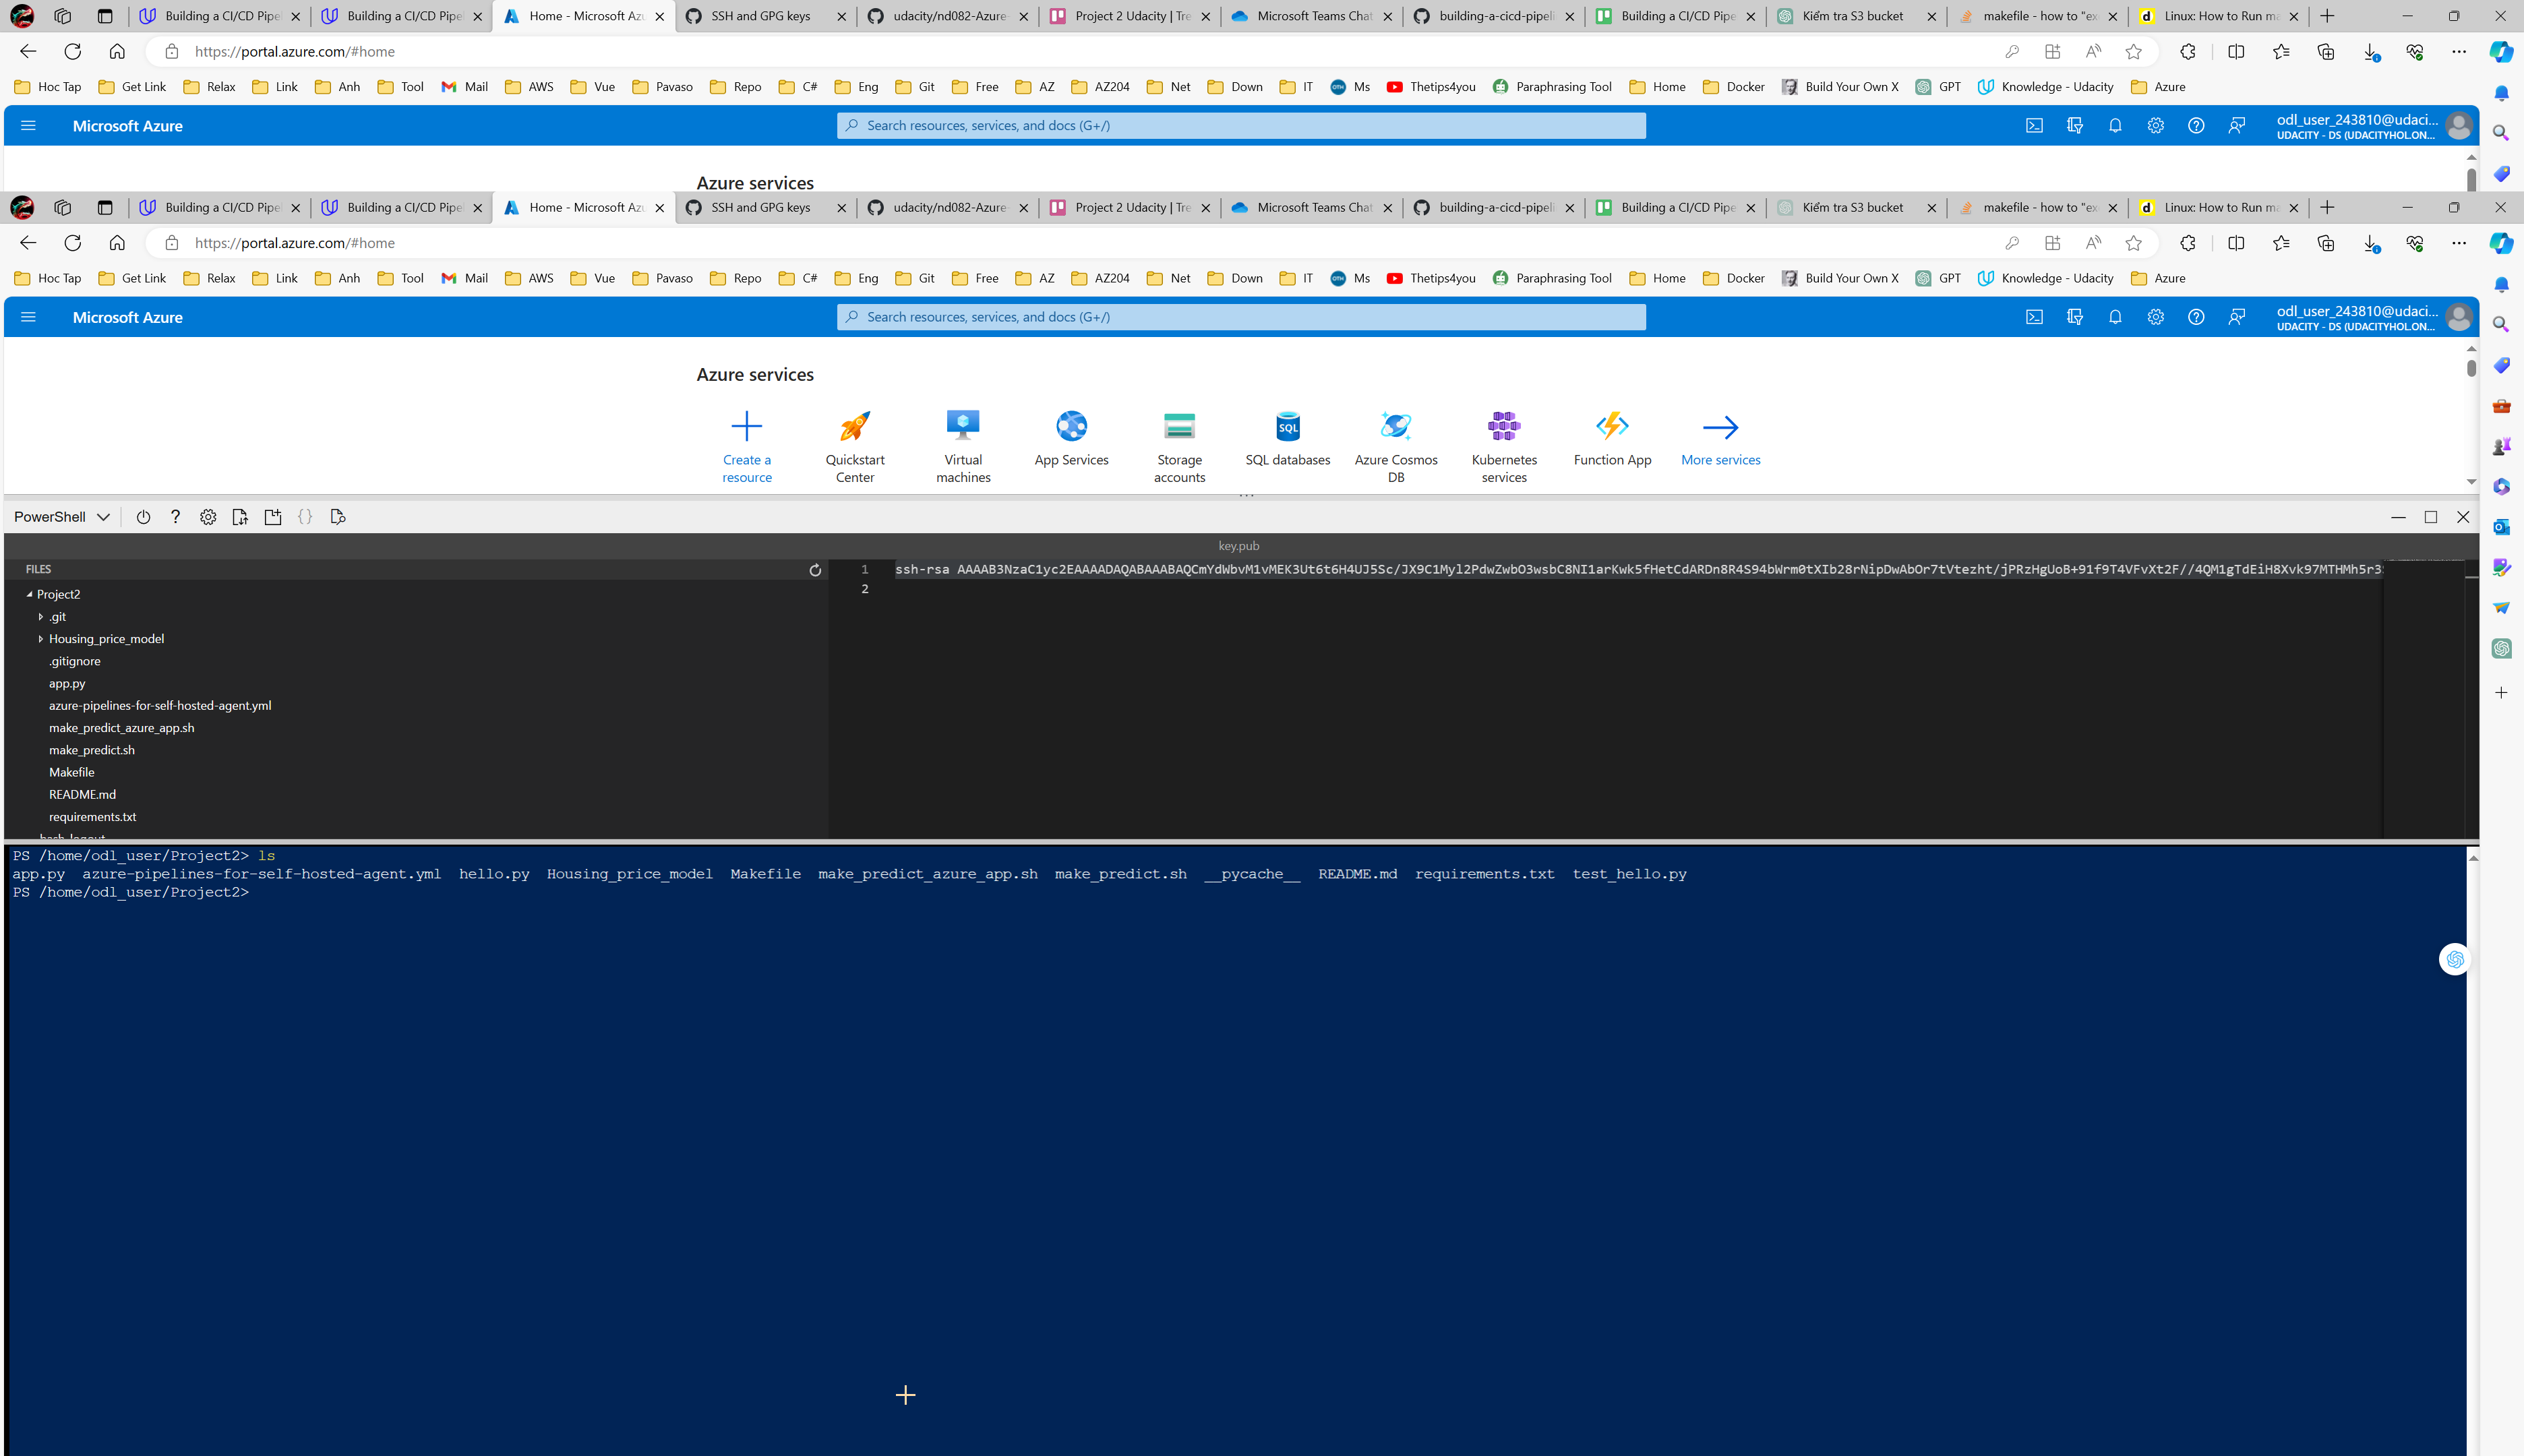 Building a CI/CD Pipe Building a CI/CD Pipe Home - Microsoft Azu SSH and GPG keys udacity/nd082-Azure- Project 2 Udacity | Tre Microsoft Teams Chat building-a-cicd-pipeli Building a CI/CD Pipe Kiểm tra S3 bucket makefile - how to "ex Linux: How to Run ma
https://portal.azure.com/#home
Hoc Tap Get Link Relax Link Anh Tool Mail AWS Vue Pavaso Repo C# Eng Git Free AZ AZ204 Net Down IT Ms Thetips4you Paraphrasing Tool Home Docker Build Your Own X GPT Knowledge - Udacity Azure
Microsoft Azure Search resources, services, and docs (G+/) odl_user_243810@udaci...
UDACITY - DS (UDACITYHOL.ON...
Azure services
Building a CI/CD Pipe Building a CI/CD Pipe Home - Microsoft Azu SSH and GPG keys udacity/nd082-Azure- Project 2 Udacity | Tre Microsoft Teams Chat building-a-cicd-pipeli Building a CI/CD Pipe Kiểm tra S3 bucket makefile - how to "ex Linux: How to Run ma
https://portal.azure.com/#home
Hoc Tap Get Link Relax Link Anh Tool Mail AWS Vue Pavaso Repo C# Eng Git Free AZ AZ204 Net Down IT Ms Thetips4you Paraphrasing Tool Home Docker Build Your Own X GPT Knowledge - Udacity Azure
Microsoft Azure Search resources, services, and docs (G+/) odl_user_243810@udaci...
UDACITY - DS (UDACITYHOL.ON...
Azure services
Create a resource Quickstart Center Virtual machines App Services Storage accounts SQL databases Azure Cosmos DB Kubernetes services Function App More services
PowerShell
key.pub
FILES
1 ssh-rsa AAAAB3NzaC1yc2EAAAADAQABAAABAQCmYdWbvM1vMEK3Ut6t6H4UJ5Sc/JX9C1Myl2PdwZwbO3wsbC8NI1arKwk5fHetCdARDn8R4S94bWrm0tXIb28rNipDwAbOr7tVtezht/jPRzHgUoB+91f9T4VFvXt2F//4QM1gTdEiH8Xvk97MTHMh5r3
2
Project2
.git
Housing_price_model
.gitignore
app.py
azure-pipelines-for-self-hosted-agent.yml
make_predict_azure_app.sh
make_predict.sh
Makefile
README.md
requirements.txt
PS /home/odl_user/Project2> ls
app.py azure-pipelines-for-self-hosted-agent.yml hello.py Housing_price_model Makefile make_predict_azure_app.sh make_predict.sh __pycache__ README.md requirements.txt test_hello.py
PS /home/odl_user/Project2>